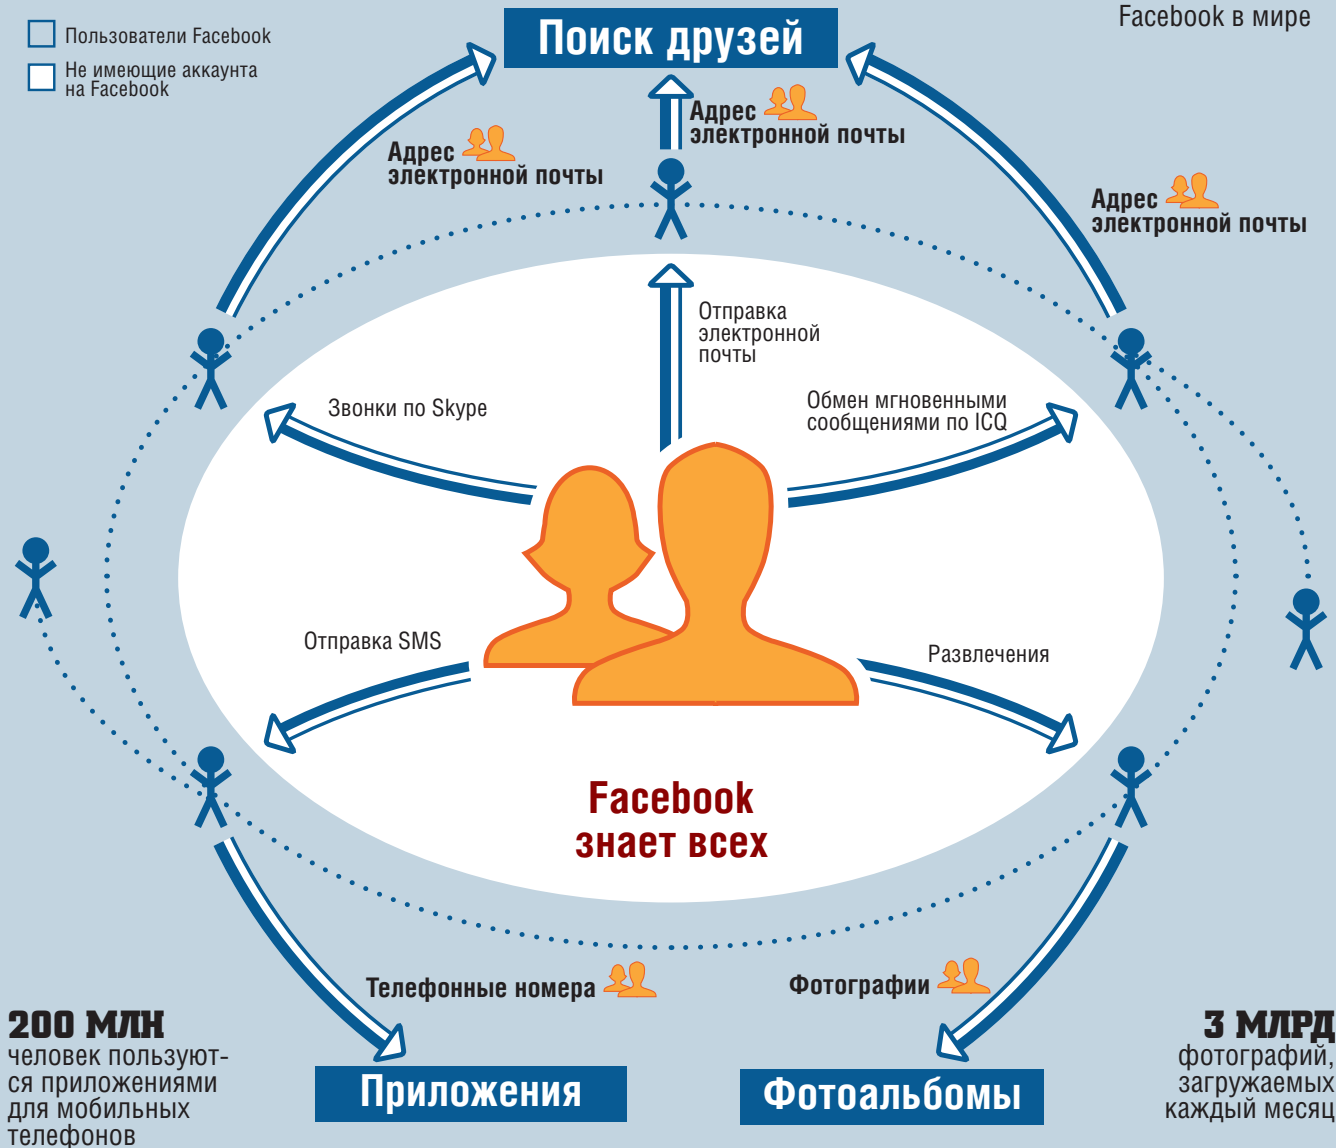 Facebook в мире
Пользователи Facebook
Не имеющие аккаунта
на Facebook
Поиск друзей
Адрес
электронной почты
Адрес
электронной почты
Адрес
электронной почты
Отправка
электронной
почты
Звонки по Skype
Обмен мгновенными
сообщениями по ICQ
Отправка SMS
Развлечения
Facebook
знает всех
Телефонные номера
Фотографии
200 МЛН
человек пользуют-
ся приложениями
для мобильных
телефонов
3 МЛРД
фотографий,
загружаемых
каждый месяц
Приложения
Фотоальбомы